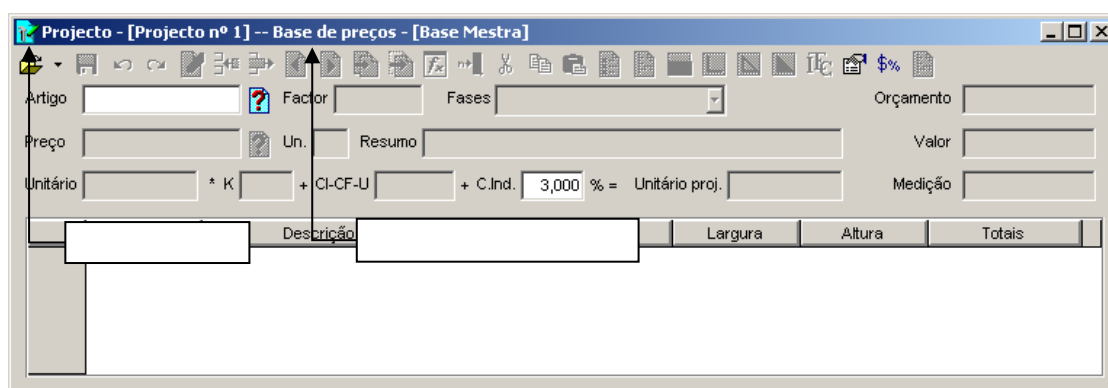 Projecto - [Projecto nº 1] -- Base de preços - [Base Mestra]
Artigo Factor Fases Orçamento
Preço Un. Resumo Valor
Unitário * K + CI-CF-U + C.Ind. 3,000 % = Unitário proj. Medição
Descrição Largura Altura Totais